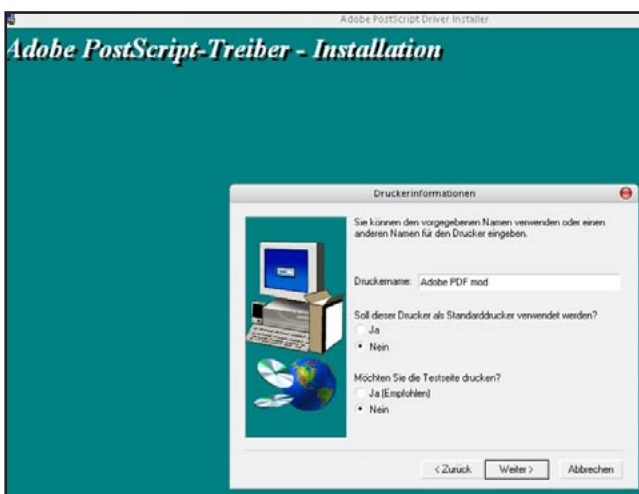 Adobe PostScript Driver Installer
Adobe PostScript-Treiber - Installation
Druckerinformationen
Sie können den vorgegebenen Namen verwenden oder einen
anderen Namen für den Drucker eingeben.
Druckername: Adobe PDF mod
Soll dieser Drucker als Standarddrucker verwendet werden?
Ja
Nein
Möchten Sie die Testseite drucken?
Ja (Empfohlen)
Nein
< Zurück Weiter > Abbrechen